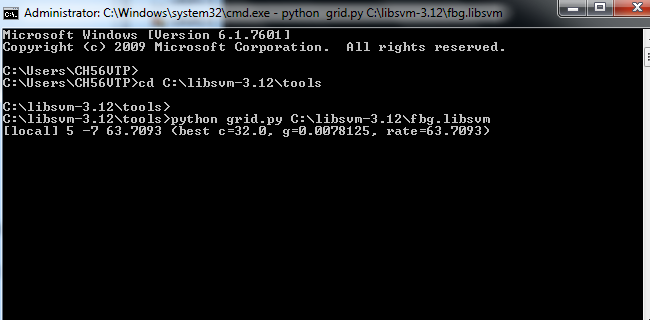 Administrator: C:\Windows\system32\cmd.exe - python  grid.py C:\libsvm-3.12\fbg.libsvm
Microsoft Windows [Version 6.1.7601]
Copyright (c) 2009 Microsoft Corporation.  All rights reserved.
C:\Users\CH56VTP>
C:\Users\CH56VTP>cd C:\libsvm-3.12\tools
C:\libsvm-3.12\tools>
C:\libsvm-3.12\tools>python grid.py C:\libsvm-3.12\fbg.libsvm
[local] 5 -7 63.7093 (best c=32.0, g=0.0078125, rate=63.7093)